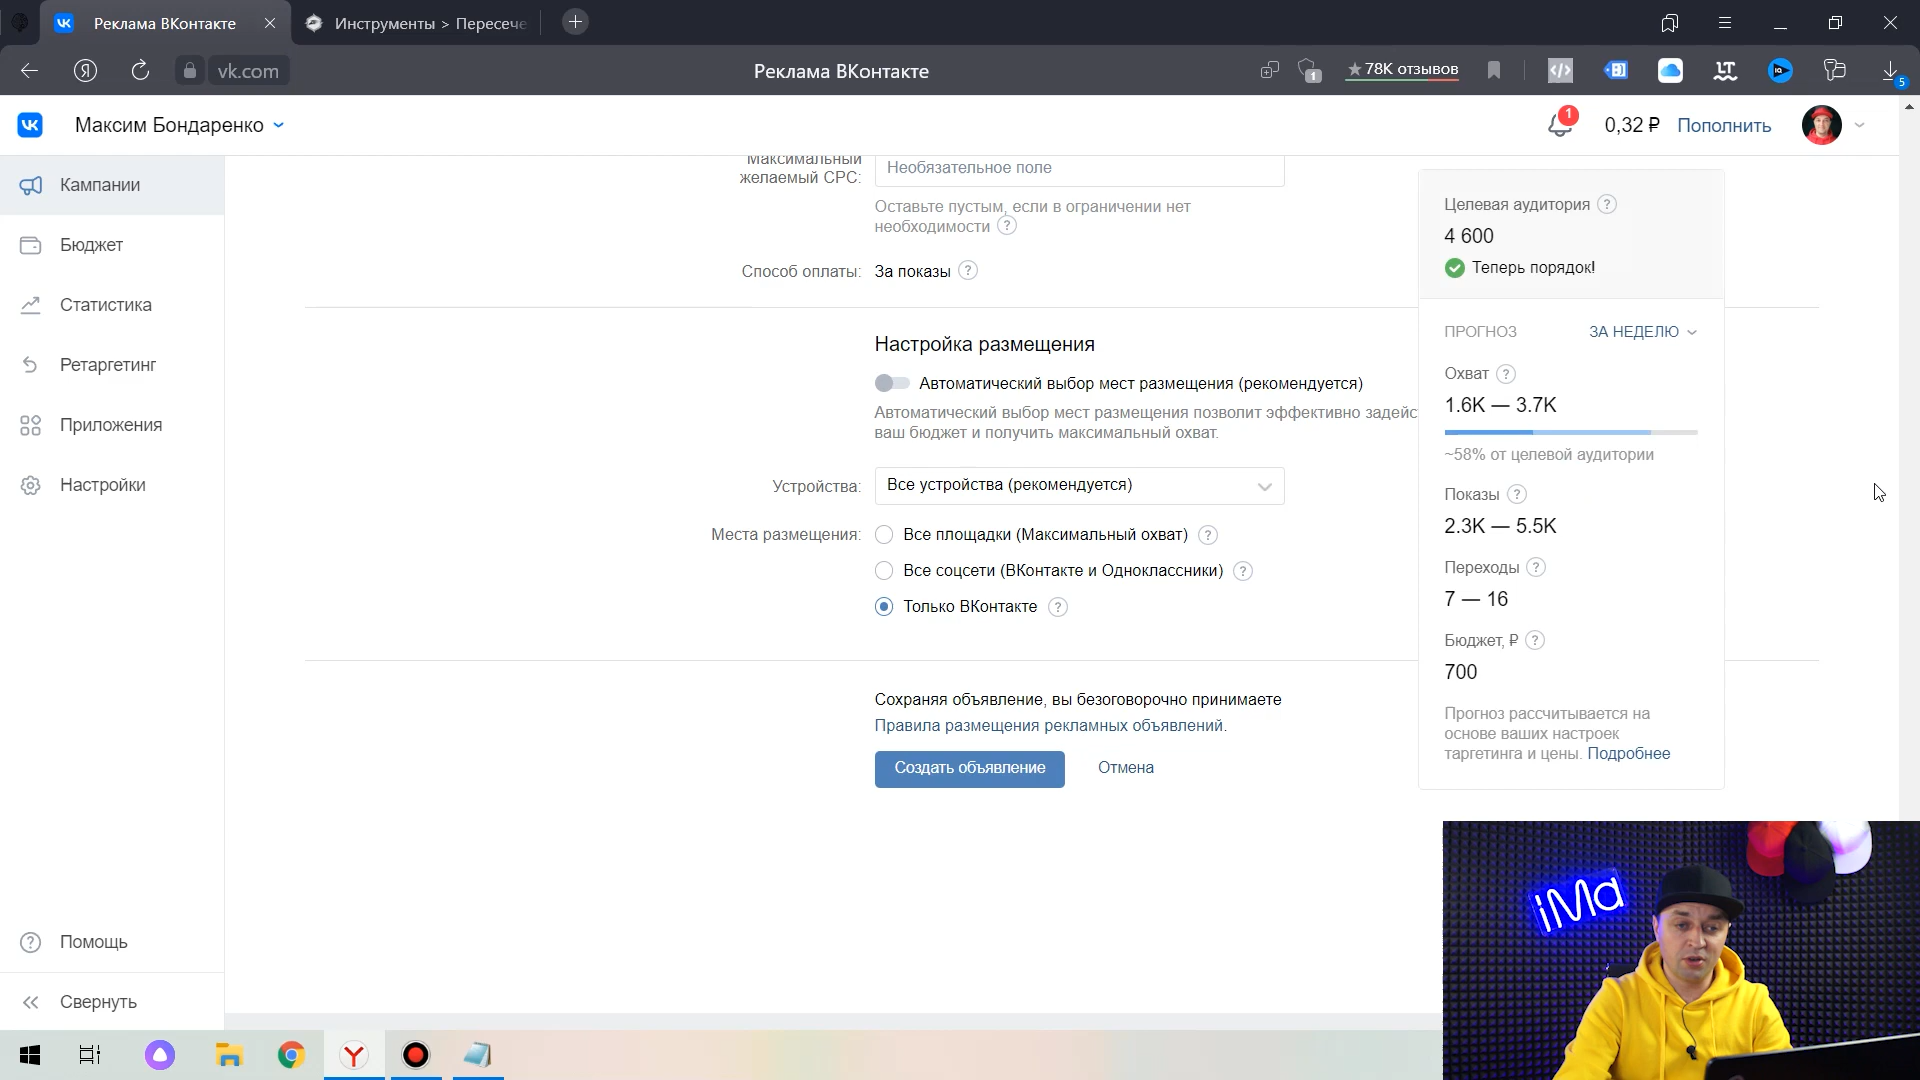 Реклама ВКонтакте
Инструменты > Пересече
vk.com
Реклама ВКонтакте
1
★78K отзывов
5
Максим Бондаренко
1
0,32 ₽
Пополнить
Кампании
Бюджет
Статистика
Ретаргетинг
Приложения
Настройки
Помощь
Свернуть
Максимальный
желаемый CPC:
Необязательное поле
Оставьте пустым, если в ограничении нет
необходимости ?
Способ оплаты: За показы ?
Настройка размещения
Автоматический выбор мест размещения (рекомендуется)
Автоматический выбор мест размещения позволит эффективно задейс
ваш бюджет и получить максимальный охват.
Устройства: Все устройства (рекомендуется)
Места размещения: Все площадки (Максимальный охват) ?
Все соцсети (ВКонтакте и Одноклассники) ?
Только ВКонтакте ?
Сохраняя объявление, вы безоговорочно принимаете
Правила размещения рекламных объявлений.
Создать объявление
Отмена
Целевая аудитория ?
4 600
Теперь порядок!
ПРОГНОЗ
ЗА НЕДЕЛЮ
Охват ?
1.6K — 3.7K
~58% от целевой аудитории
Показы ?
2.3K — 5.5K
Переходы ?
7 — 16
Бюджет, ₽ ?
700
Прогноз рассчитывается на
основе ваших настроек
таргетинга и цены. Подробнее
iMa